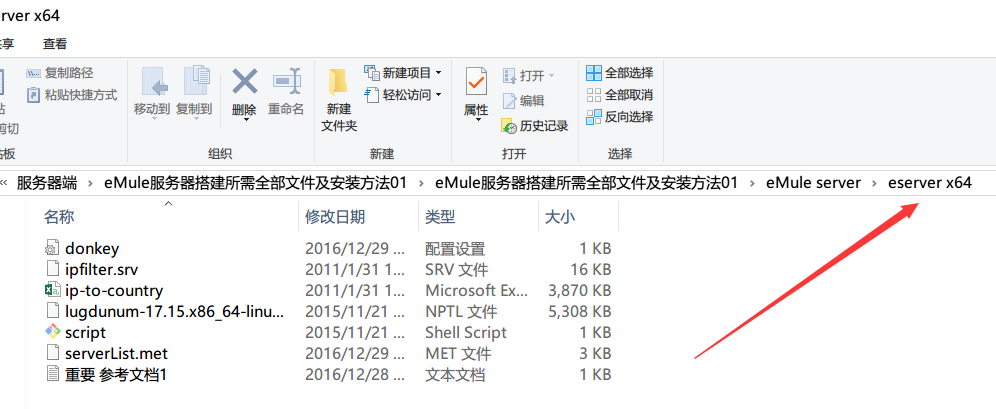 erver x64
共享 查看
复制路径
粘贴快捷方式
剪切
移动到 复制到 删除 重命名
新建
文件夹
新建项目
轻松访问
属性
打开
编辑
历史记录
全部选择
全部取消
反向选择
贴板 组织 新建 打开 选择
« 服务器端 › eMule服务器搭建所需全部文件及安装方法01 › eMule服务器搭建所需全部文件及安装方法01 › eMule server › eserver x64
名称 修改日期 类型 大小
donkey 2016/12/29 ... 配置设置 1 KB
ipfilter.srv 2011/1/31 ... SRV 文件 16 KB
ip-to-country 2011/1/31 ... Microsoft Ex... 3,870 KB
lugdunum-17.15.x86_64-linu... 2015/11/21 ... NPTL 文件 5,308 KB
script 2015/11/21 ... Shell Script 1 KB
serverList.met 2016/12/29 ... MET 文件 3 KB
重要 参考文档1 2016/12/28 ... 文本文档 1 KB